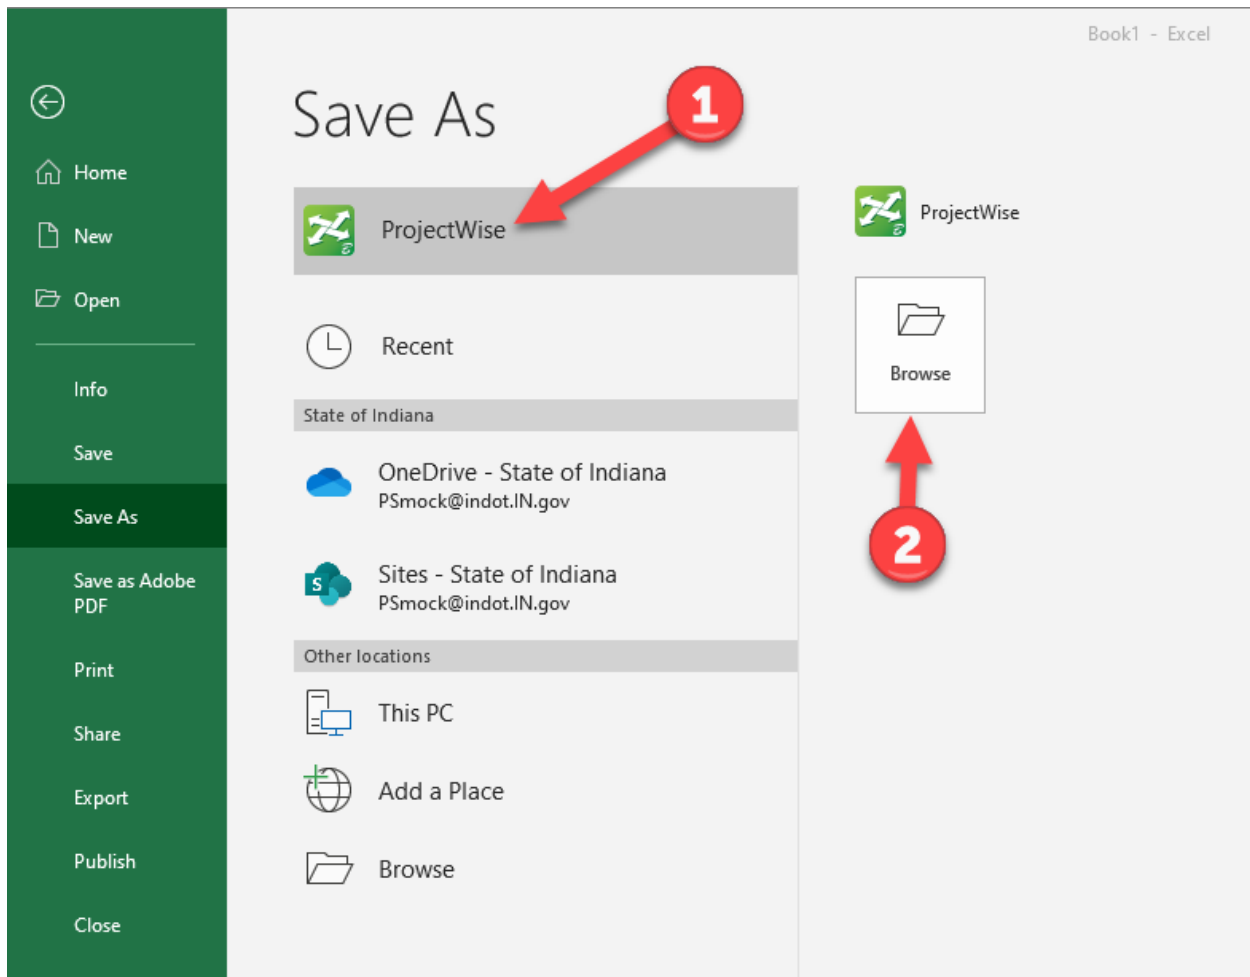 Book1 - Excel
Save As
Home
New
Open
Info
Save
Save As
Save as Adobe
PDF
Print
Share
Export
Publish
Close
1
ProjectWise
Recent
State of Indiana
OneDrive - State of Indiana
PSmock@indot.IN.gov
S
Sites - State of Indiana
PSmock@indot.IN.gov
Other locations
This PC
Add a Place
Browse
ProjectWise
Browse
2